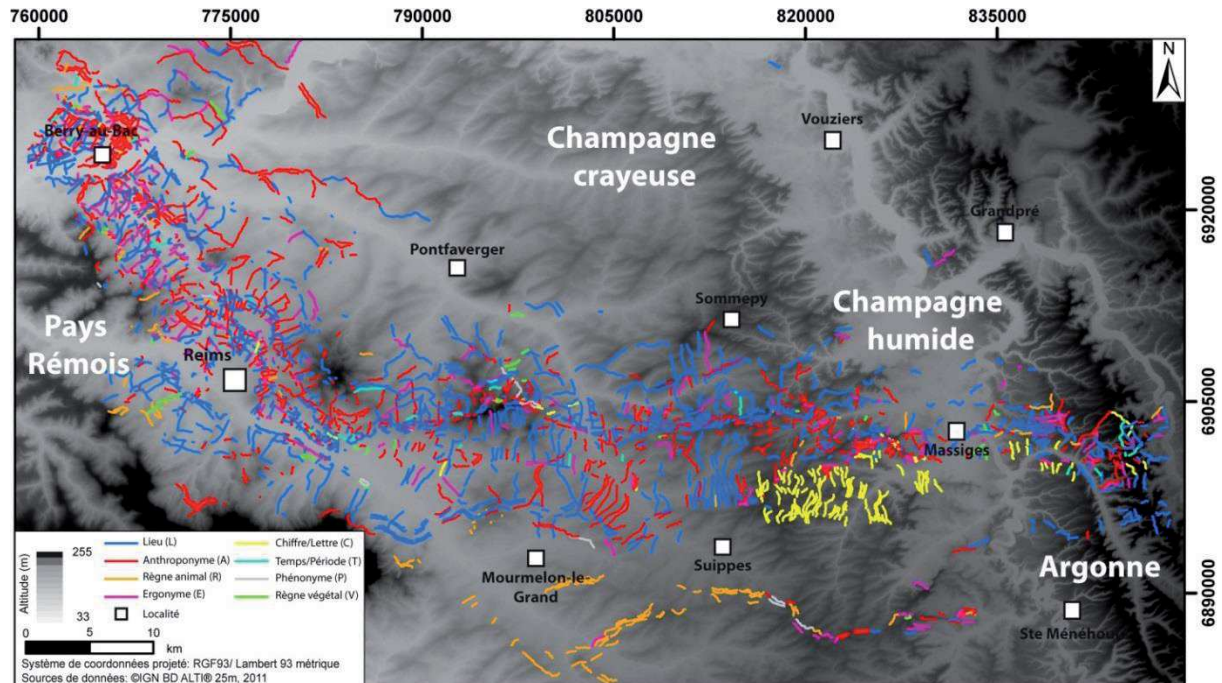 760000 775000 790000 805000 820000 835000
N
Berry-au-Bac
Champagne
crayeuse
Vouziers
Grandpré
6920000
Pontfaverger
Sommepy
Champagne
humide
Pays
Rémois
Reims
6905000
Massiges
Mourmelon-le-
Grand
Suippes
Argonne
6890000
Ste Ménéhould
Altitude (m)
255
33
Lieu (L)
Anthroponyme (A)
Règne animal (R)
Ergonyme (E)
Localité
Chiffre/Lettre (C)
Temps/Période (T)
Phénonyme (P)
Règne végétal (V)
0 5 10
km
Système de coordonnées projeté: RGF93/ Lambert 93 métrique
Sources de données: ©IGN BD ALTI® 25m, 2011